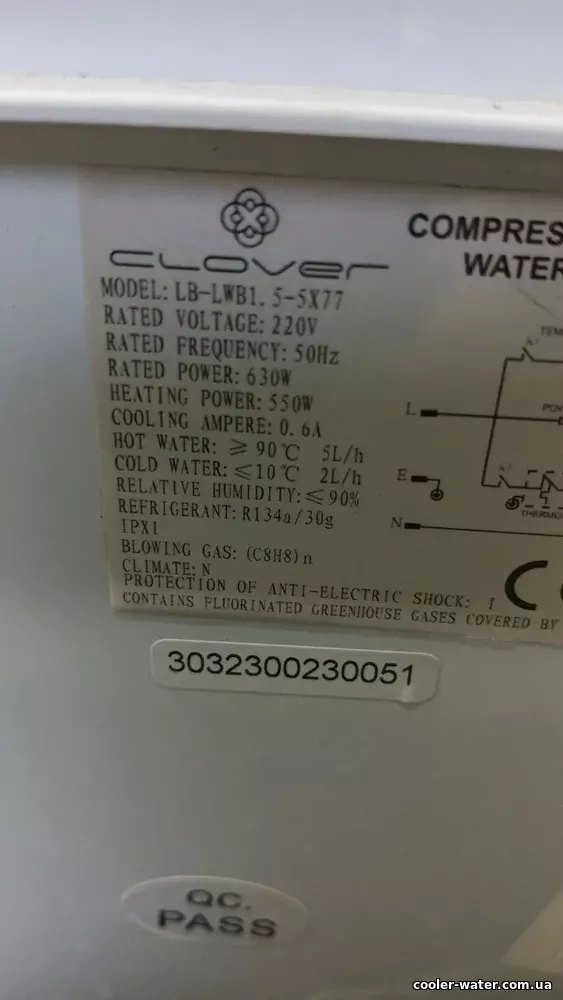 CLOVER
COMPRES
WATER
MODEL: LB-LWB1.5-5X77
RATED VOLTAGE: 220V
RATED FREQUENCY: 50Hz
RATED POWER: 630W
HEATING POWER: 550W
COOLING AMPERE: 0.6A
HOT WATER: ≥90℃ 5L/h
COLD WATER: ≤10℃ 2L/h
RELATIVE HUMIDITY: ≤90%
REFRIGERANT: R134a/30g
IPX1
BLOWING GAS: (C8H8)n
CLIMATE: N
PROTECTION OF ANTI-ELECTRIC SHOCK: I
CONTAINS FLUORINATED GREENHOUSE GASES COVERED BY
TEM
L
POW
E
THERMO
N
CE
3032300230051
QC.
PASS
cooler-water.com.ua